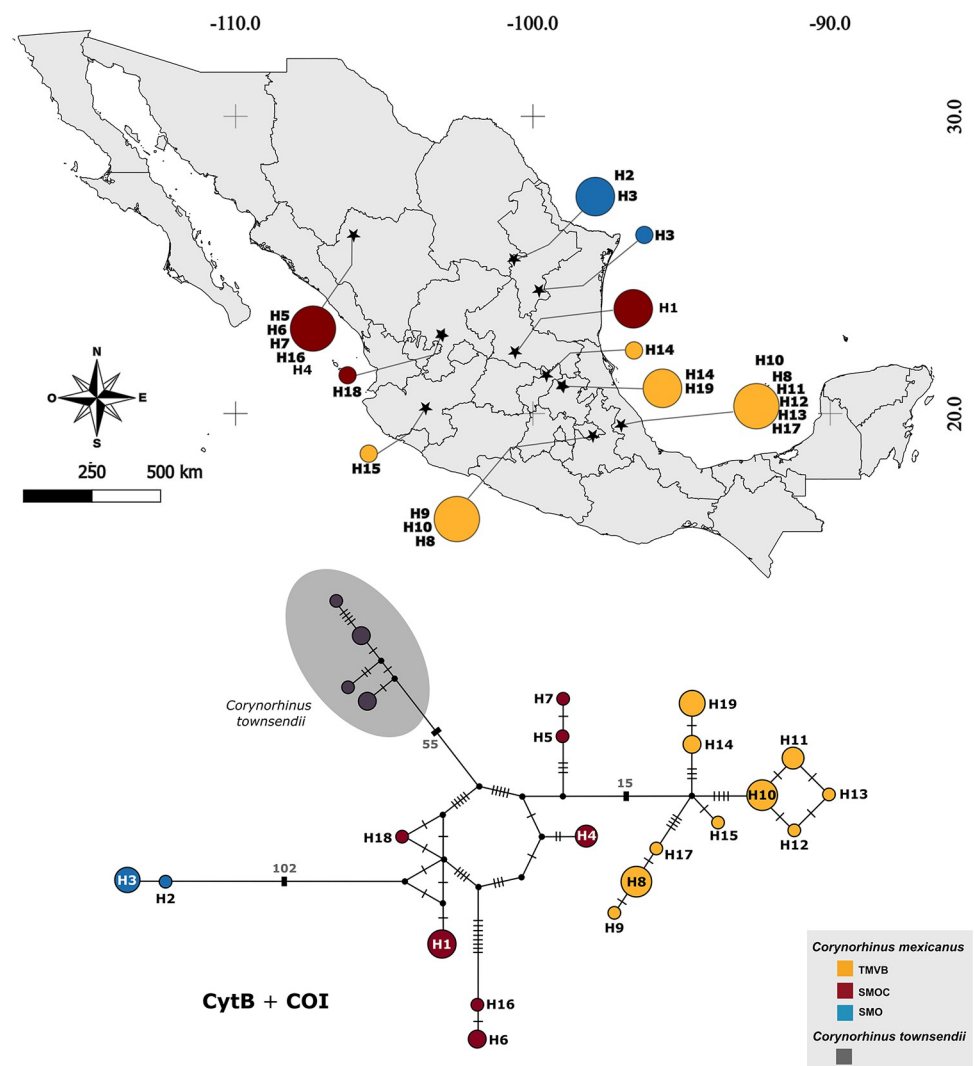 -110.0
-100.0
-90.0
30.0
H2
H3
H3
H5
H6
H7
H16
H4
H1
H14
H18
H14
H19
H10
H8
H11
H12
H13
H17
20.0
N
O
E
S
250
500 km
H15
H9
H10
H8
Corynorhinus
townsendii
55
H7
H5
H19
H14
15
H11
H10
H13
H12
H15
H18
H4
H17
H3
H2
102
H8
H9
H1
CytB + COI
H16
H6
Corynorhinus mexicanus
TMVB
SMOC
SMO
Corynorhinus townsendii